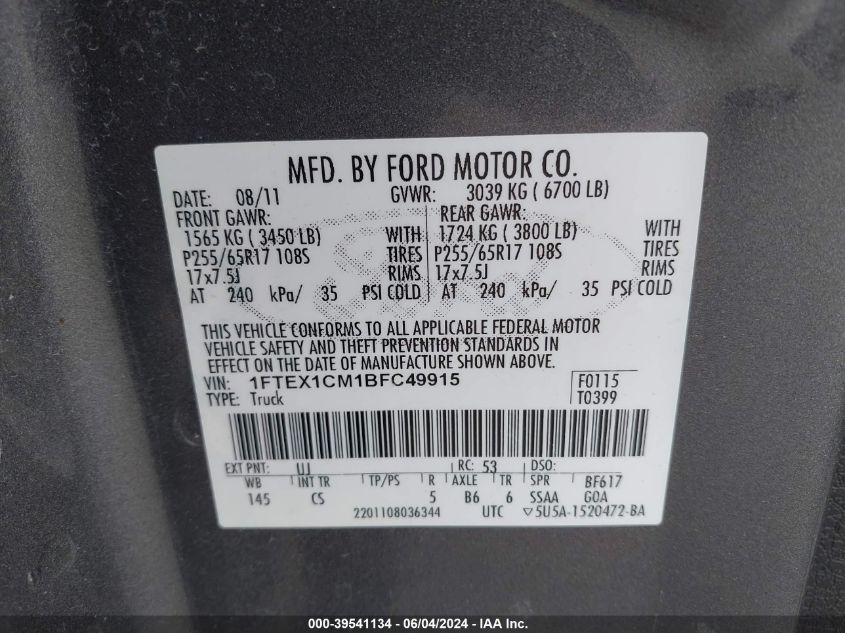 MFD. BY FORD MOTOR CO.
DATE: 08/11 GVWR: 3039 KG ( 6700 LB)
FRONT GAWR: REAR GAWR:
1565 KG ( 3450 LB) WITH 1724 KG ( 3800 LB) WITH
P255/65R17 108S TIRES P255/65R17 108S TIRES
17x7.5J RIMS 17x7.5J RIMS
AT 240 kPa/ 35 PSI COLD AT 240 kPa/ 35 PSI COLD
THIS VEHICLE CONFORMS TO ALL APPLICABLE FEDERAL MOTOR
VEHICLE SAFETY AND THEFT PREVENTION STANDARDS IN
EFFECT ON THE DATE OF MANUFACTURE SHOWN ABOVE.
VIN: 1FTEX1CM1BFC49915 F0115
TYPE: Truck T0399
EXT PNT: UJ RC: 53 DSO:
WB INT TR TP/PS R AXLE TR SPR BF617
145 CS 5 B6 6 SSAA GOA
2201108036344 UTC ▽5U5A-1520472-BA
000-39541134 - 06/04/2024 - IAA Inc.